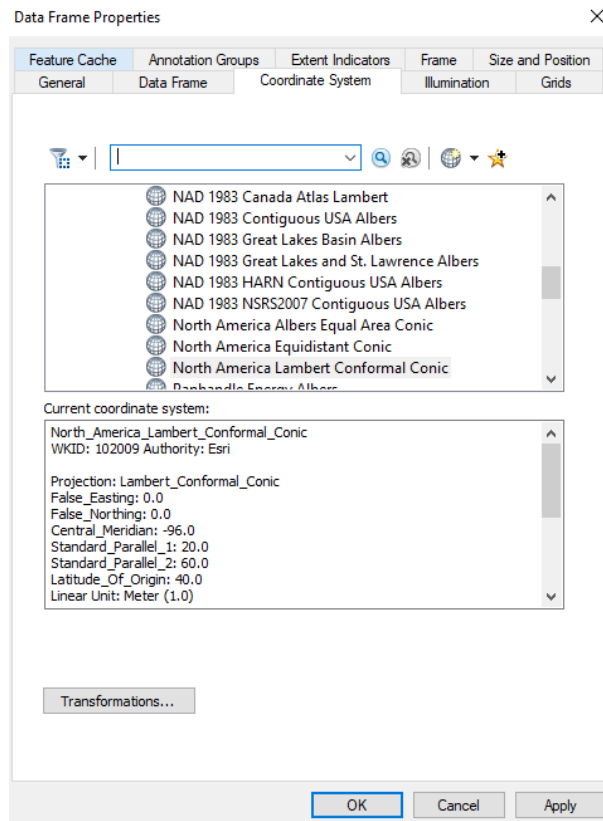 Data Frame Properties
Feature Cache Annotation Groups Extent Indicators Frame Size and Position
General Data Frame Coordinate System Illumination Grids
NAD 1983 Canada Atlas Lambert
NAD 1983 Contiguous USA Albers
NAD 1983 Great Lakes Basin Albers
NAD 1983 Great Lakes and St. Lawrence Albers
NAD 1983 HARN Contiguous USA Albers
NAD 1983 NSRS2007 Contiguous USA Albers
North America Albers Equal Area Conic
North America Equidistant Conic
North America Lambert Conformal Conic
Panhandle Energy Albers
Current coordinate system:
North_America_Lambert_Conformal_Conic
WKID: 102009 Authority: Esri
Projection: Lambert_Conformal_Conic
False_Easting: 0.0
False_Northing: 0.0
Central_Meridian: -96.0
Standard_Parallel_1: 20.0
Standard_Parallel_2: 60.0
Latitude_Of_Origin: 40.0
Linear Unit: Meter (1.0)
Transformations...
OK Cancel Apply